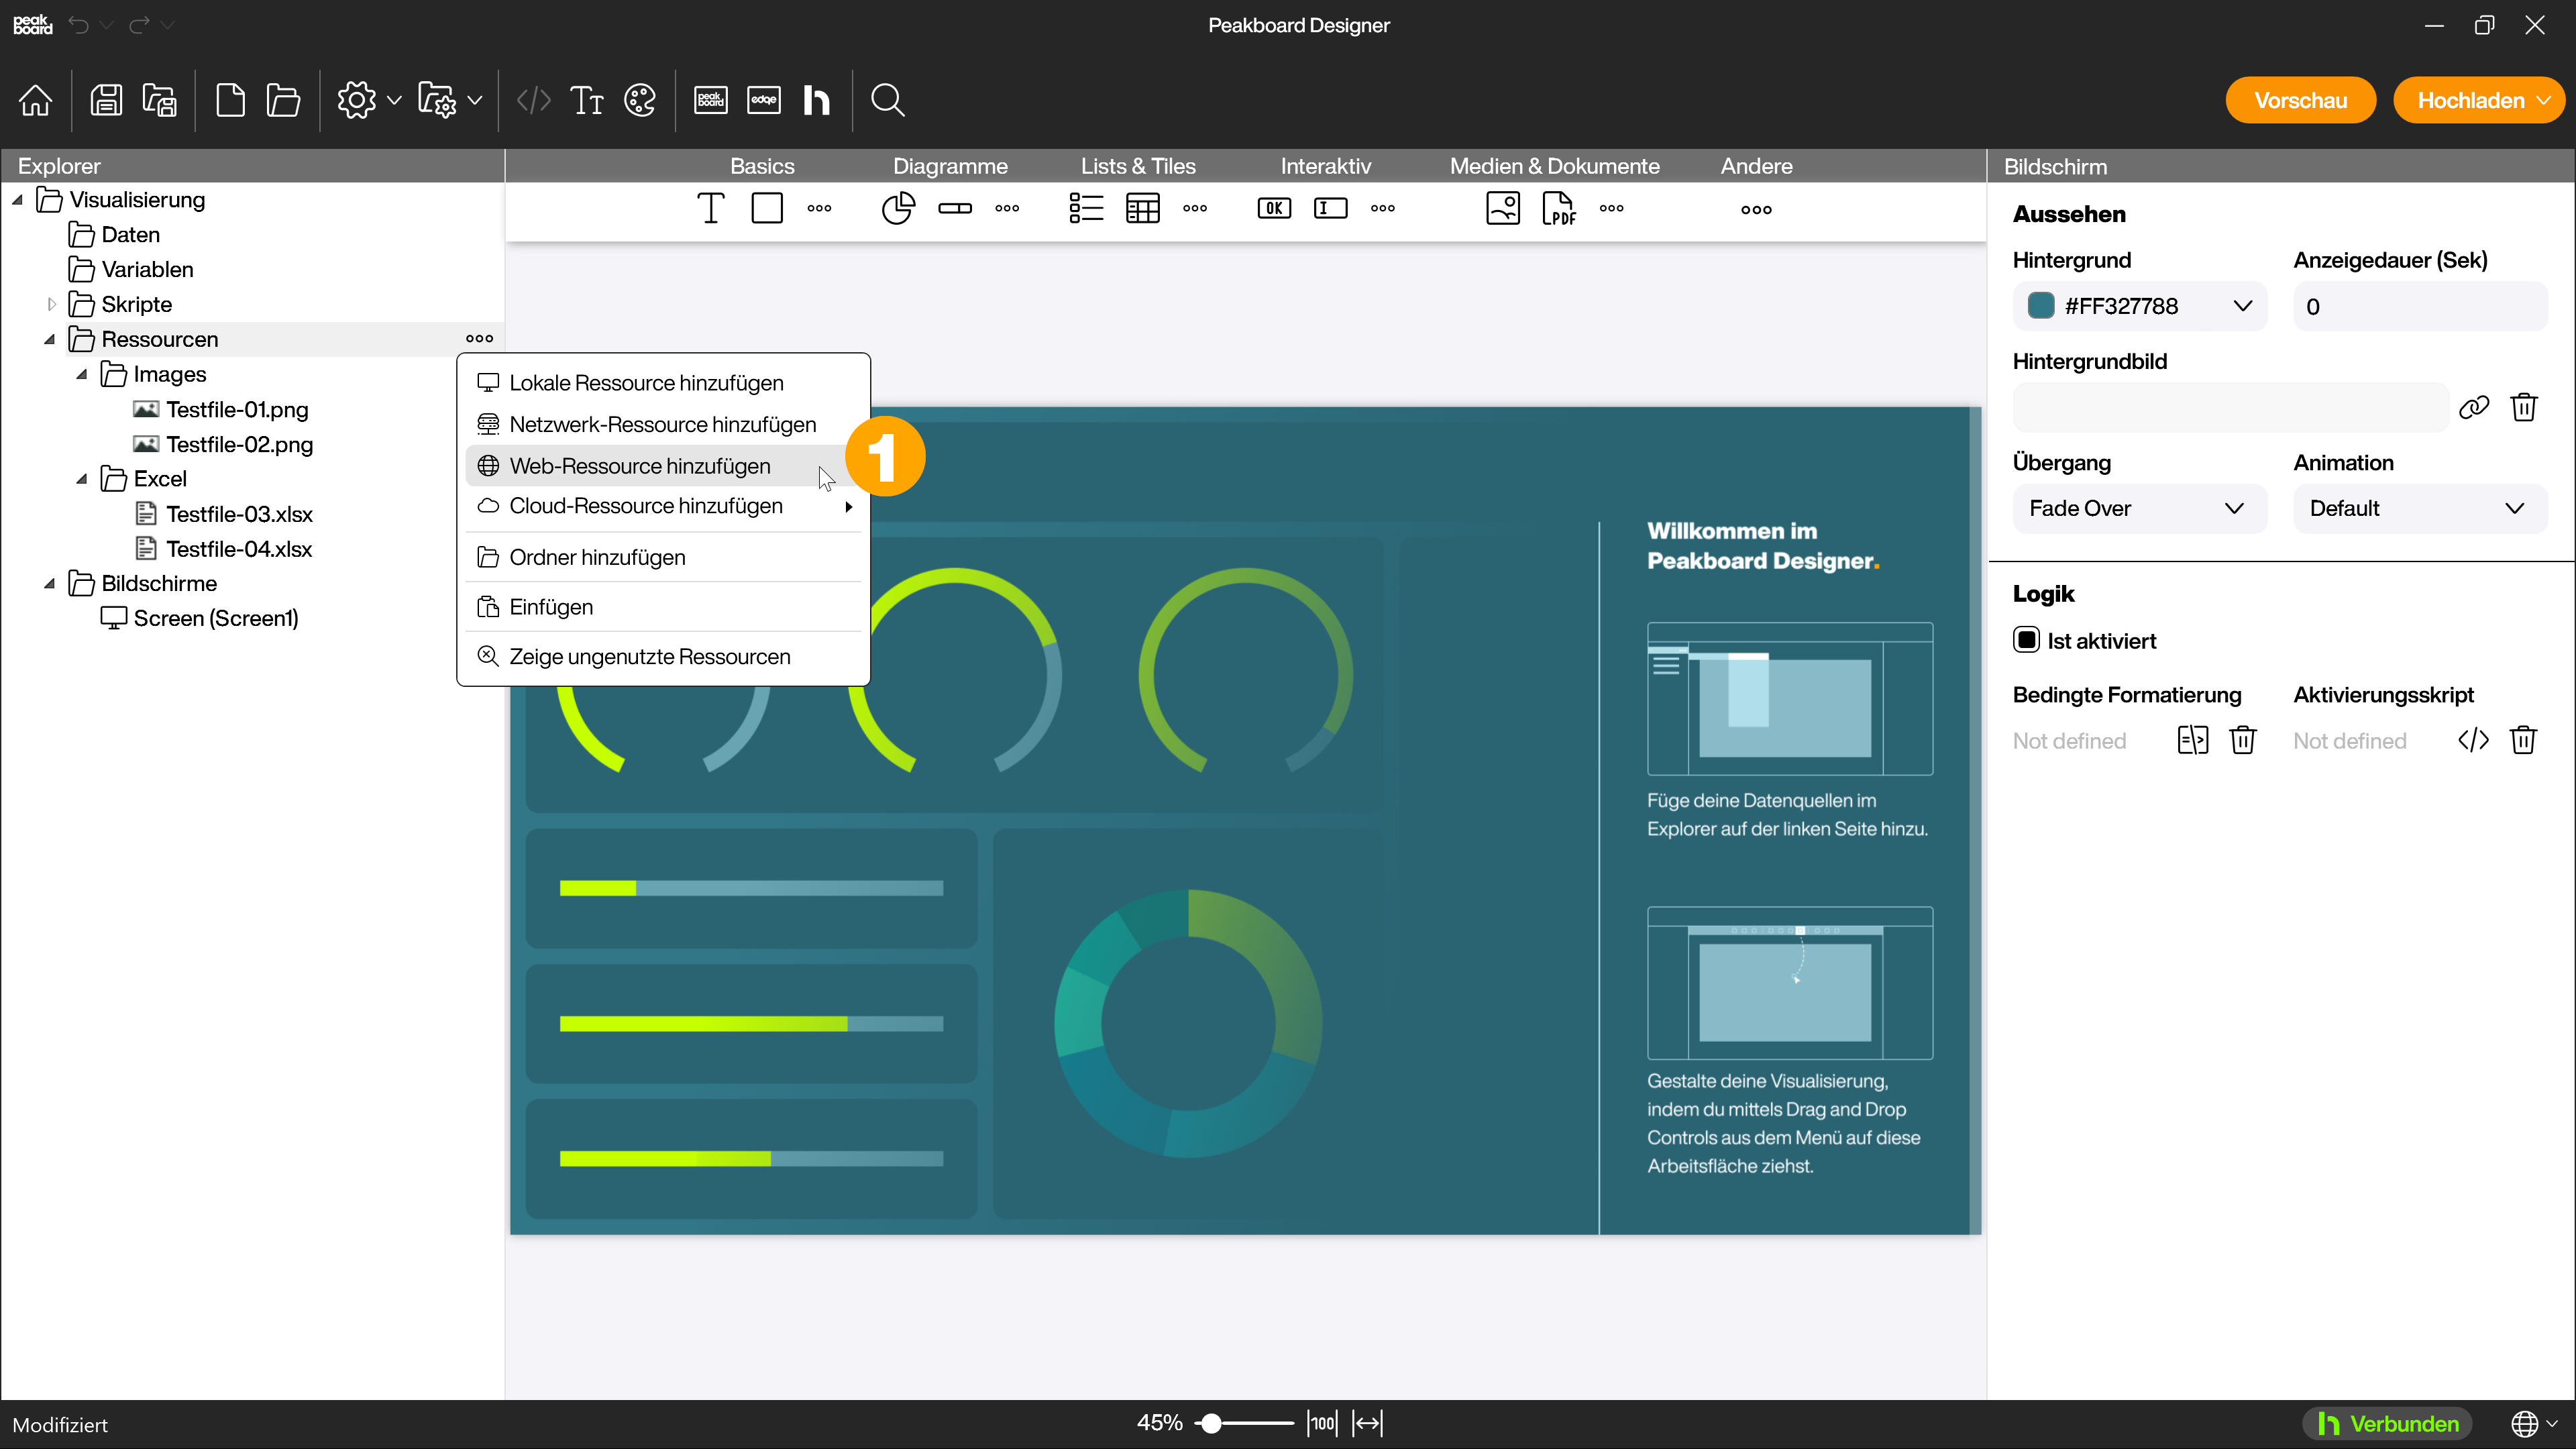 peak
board
Peakboard Designer
peak
board
edge
Vorschau
Hochladen
Explorer
Basics
Diagramme
Lists & Tiles
Interaktiv
Medien & Dokumente
Andere
Bildschirm
OK
PDF
Visualisierung
Daten
Variablen
Skripte
Ressourcen
Images
Testfile-01.png
Testfile-02.png
Excel
Testfile-03.xlsx
Testfile-04.xlsx
Bildschirme
Screen (Screen1)
Lokale Ressource hinzufügen
Netzwerk-Ressource hinzufügen
Web-Ressource hinzufügen
1
Cloud-Ressource hinzufügen
Ordner hinzufügen
Einfügen
Zeige ungenutzte Ressourcen
Willkommen im
Peakboard Designer.
Füge deine Datenquellen im
Explorer auf der linken Seite hinzu.
Gestalte deine Visualisierung,
indem du mittels Drag and Drop
Controls aus dem Menü auf diese
Arbeitsfläche ziehst.
Aussehen
Hintergrund
Anzeigedauer (Sek)
#FF327788
0
Hintergrundbild
Übergang
Animation
Fade Over
Default
Logik
Ist aktiviert
Bedingte Formatierung
Aktivierungsskript
Not defined
Not defined
Modifiziert
45%
100
Verbunden